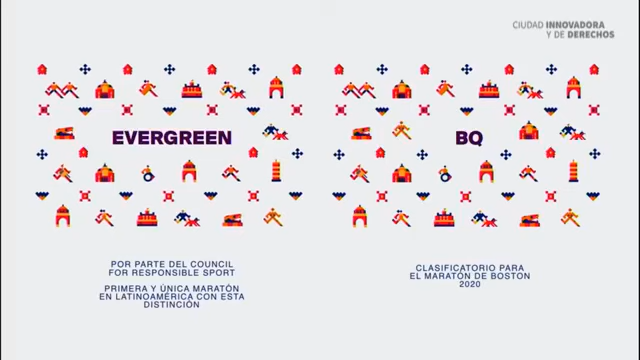 CIUDAD INNOVADORA
Y DE DERECHOS
EVERGREEN
BQ
POR PARTE DEL COUNCIL
FOR RESPONSIBLE SPORT
PRIMERA Y ÚNICA MARATÓN
EN LATINOAMÉRICA CON ESTA
DISTINCIÓN
CLASIFICATORIO PARA
EL MARATÓN DE BOSTON
2020